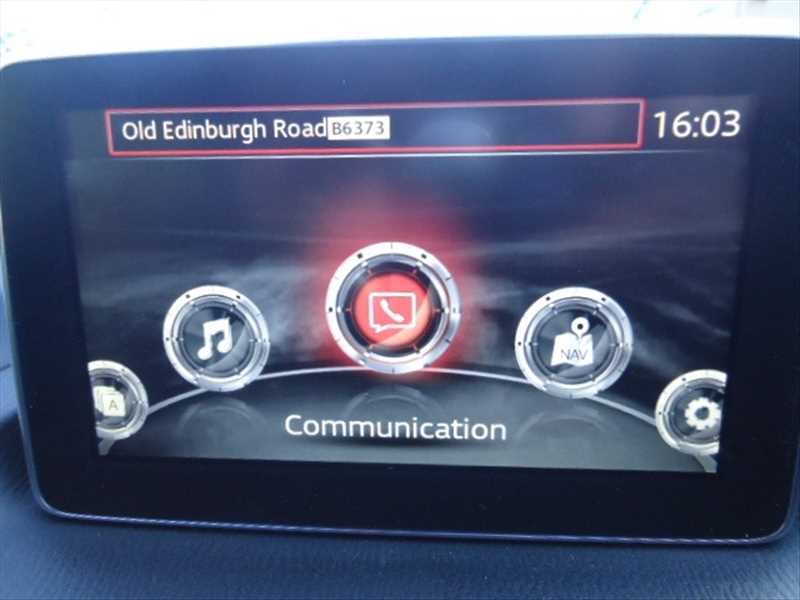 Old Edinburgh Road B6373
16:03
A
NAV
Communication